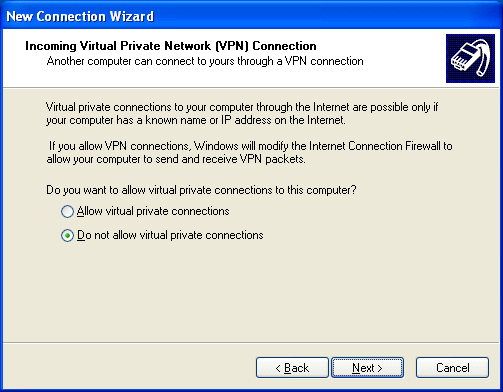 New Connection Wizard
Incoming Virtual Private Network (VPN) Connection
Another computer can connect to yours through a VPN connection
Virtual private connections to your computer through the Internet are possible only if
your computer has a known name or IP address on the Internet.
If you allow VPN connections, Windows will modify the Internet Connection Firewall to
allow your computer to send and receive VPN packets.
Do you want to allow virtual private connections to this computer?
Allow virtual private connections
Do not allow virtual private connections
< Back Next > Cancel